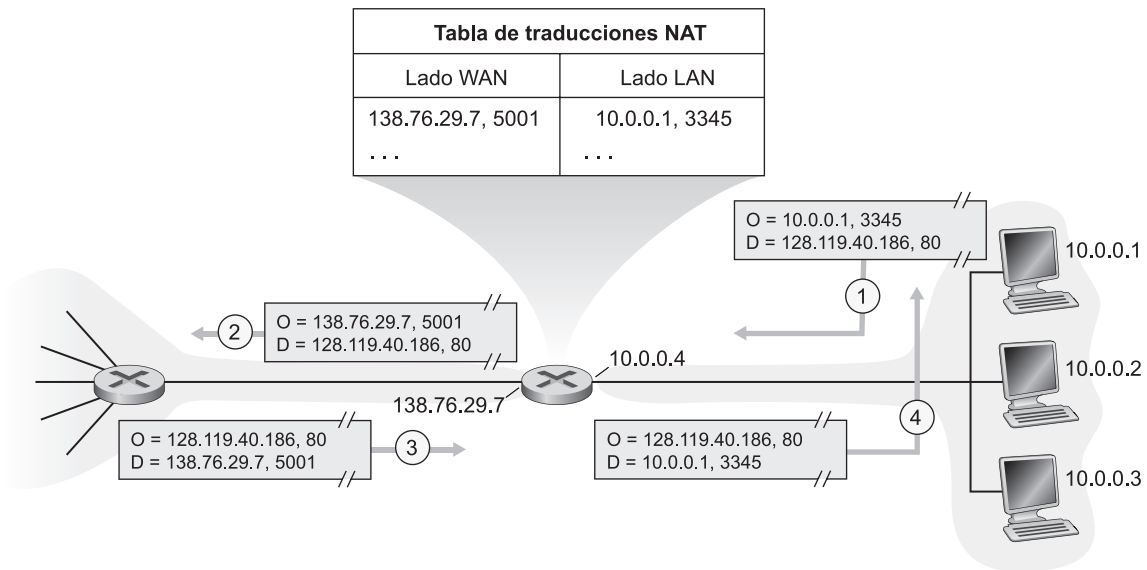 Tabla de traducciones NAT
Lado WAN
Lado LAN
138.76.29.7, 5001
10.0.0.1, 3345
. . .
. . .
O = 10.0.0.1, 3345
D = 128.119.40.186, 80
10.0.0.1
1
2
O = 138.76.29.7, 5001
D = 128.119.40.186, 80
10.0.0.4
10.0.0.2
138.76.29.7
O = 128.119.40.186, 80
D = 138.76.29.7, 5001
3
O = 128.119.40.186, 80
D = 10.0.0.1, 3345
4
10.0.0.3